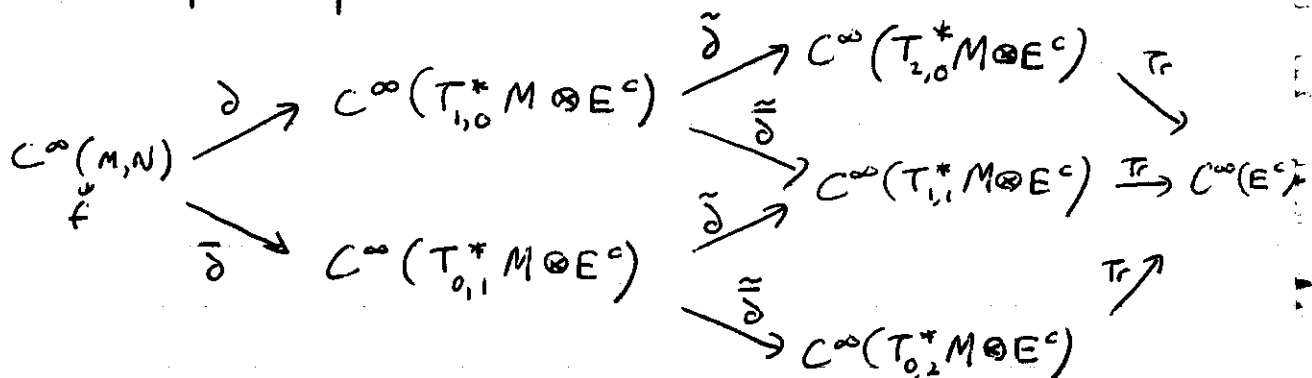 ∂̃ C^∞(T*_{2,0} M ⊗ E^c) Tr
∂ C^∞(T*_{1,0} M ⊗ E^c) ∂̃̄
C^∞(M,N) C^∞(T*_{1,1} M ⊗ E^c) Tr C^∞(E^c)
f ∂̃
∂̄ C^∞(T*_{0,1} M ⊗ E^c) Tr
∂̃̄
C^∞(T*_{0,2} M ⊗ E^c)